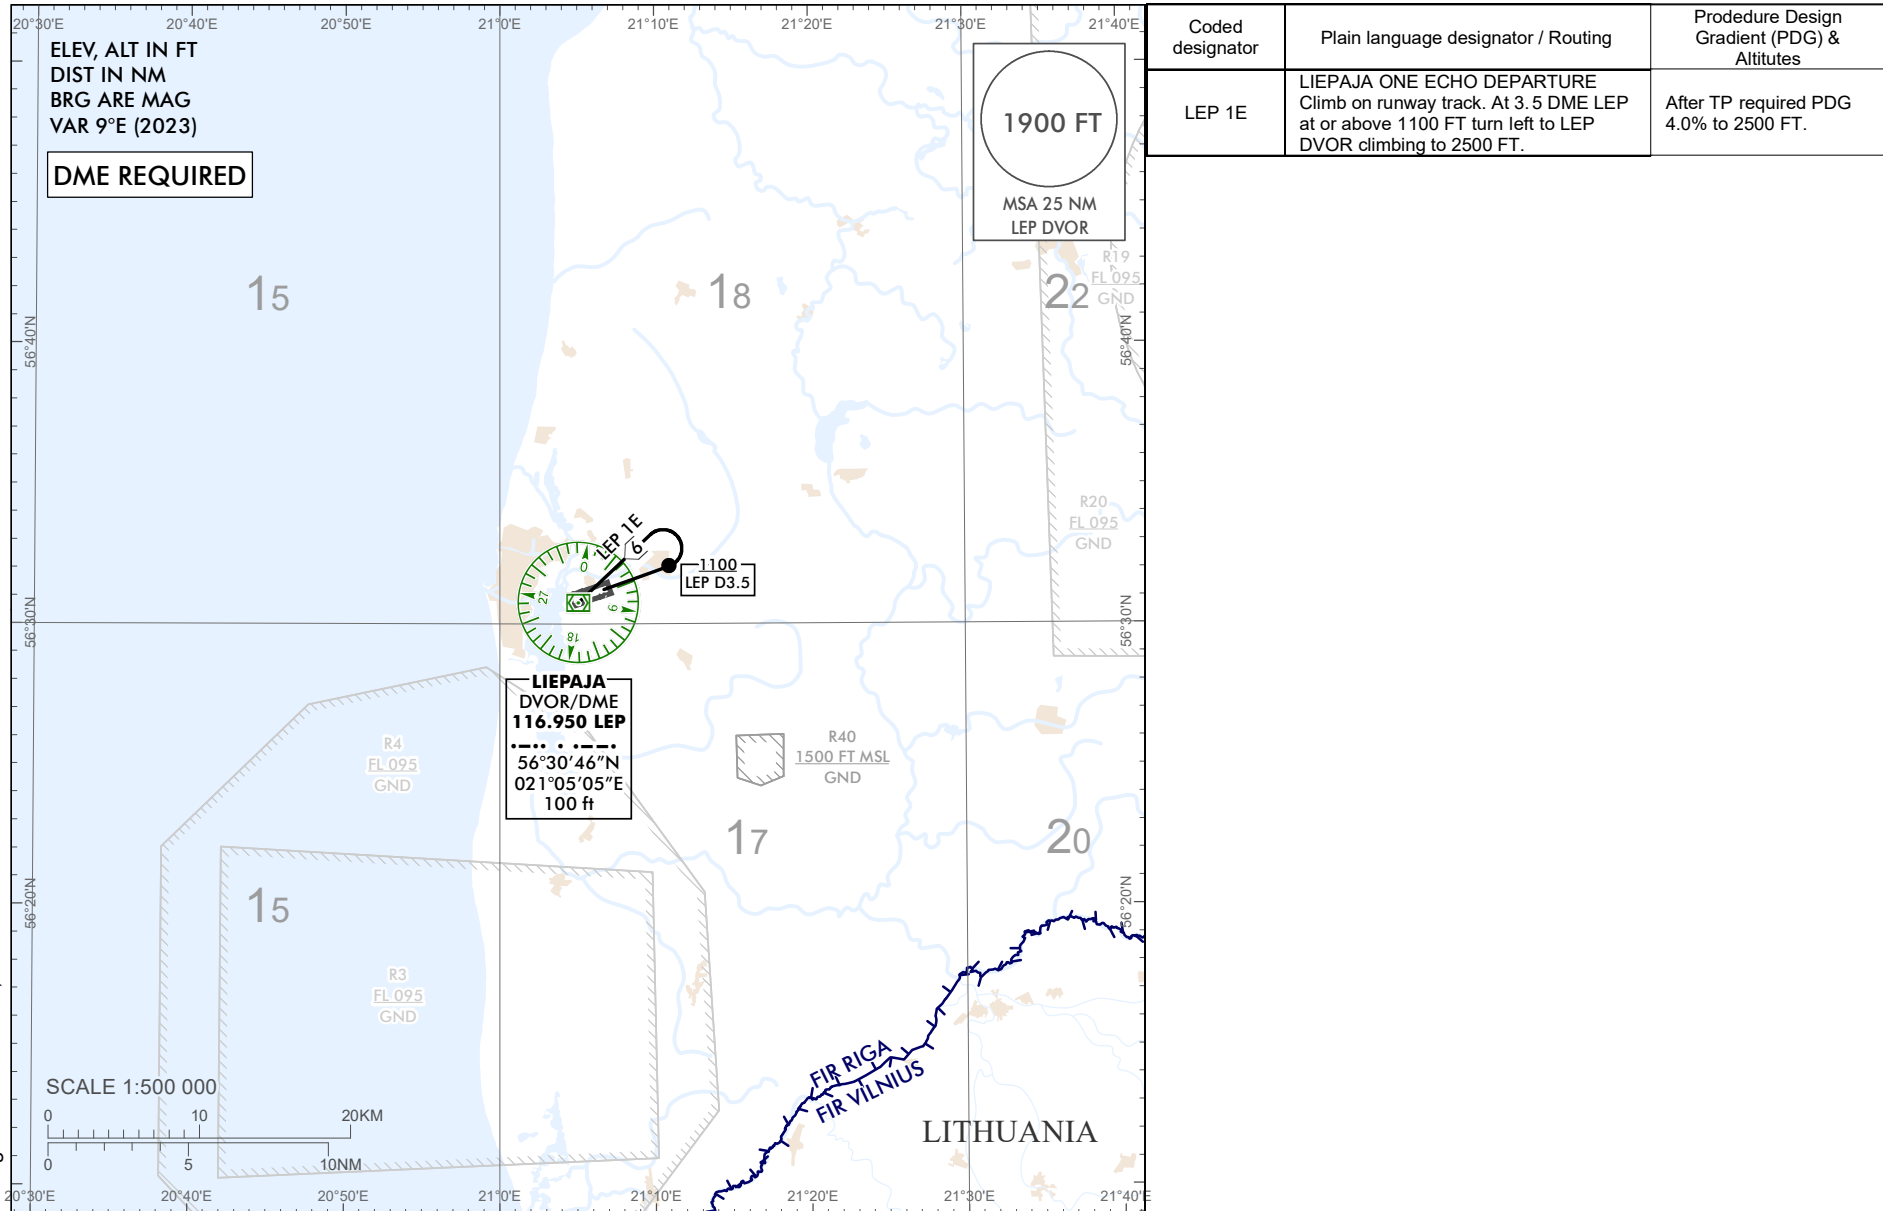 20°30'E 20°40'E 20°50'E 21°0'E 21°10'E 21°20'E 21°30'E 21°40'E
ELEV, ALT IN FT
DIST IN NM
BRG ARE MAG
VAR 9°E (2023)
DME REQUIRED
1900 FT
MSA 25 NM
LEP DVOR
Coded designator
Plain language designator / Routing
Prodedure Design
Gradient (PDG) &
Altitutes
LEP 1E
LIEPAJA ONE ECHO DEPARTURE
Climb on runway track. At 3.5 DME LEP
at or above 1100 FT turn left to LEP
DVOR climbing to 2500 FT.
After TP required PDG
4.0% to 2500 FT.
15
18
22
R19
FL 095
GND
56°40'N
56°40'N
R20
FL 095
GND
LEP 1E
6
1100
LEP D3.5
0
9
18
27
56°30'N
56°30'N
LIEPAJA
DVOR/DME
116.950 LEP
56°30'46"N
021°05'05"E
100 ft
R4
FL 095
GND
R40
1500 FT MSL
GND
17
20
15
56°20'N
56°20'N
R3
FL 095
GND
FIR RIGA
FIR VILNIUS
LITHUANIA
SCALE 1:500 000
0 10 20KM
0 5 10NM
20°30'E 20°40'E 20°50'E 21°0'E 21°10'E 21°20'E 21°30'E 21°40'E